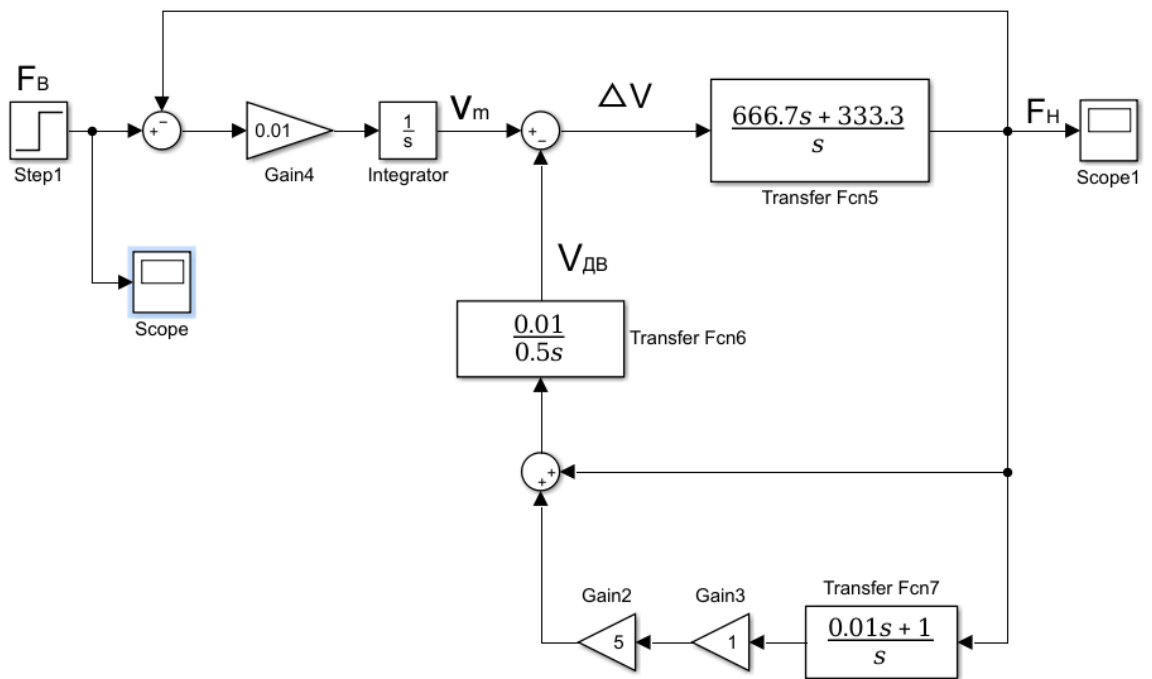 FВ
Step1
+
−
0.01
Gain4
1
s
Integrator
Vm
+
−
ΔV
666.7s + 333.3
s
Transfer Fcn5
FН
Scope1
Scope
VДВ
0.01
0.5s
Transfer Fcn6
+
+
Gain2
5
Gain3
1
Transfer Fcn7
0.01s + 1
s